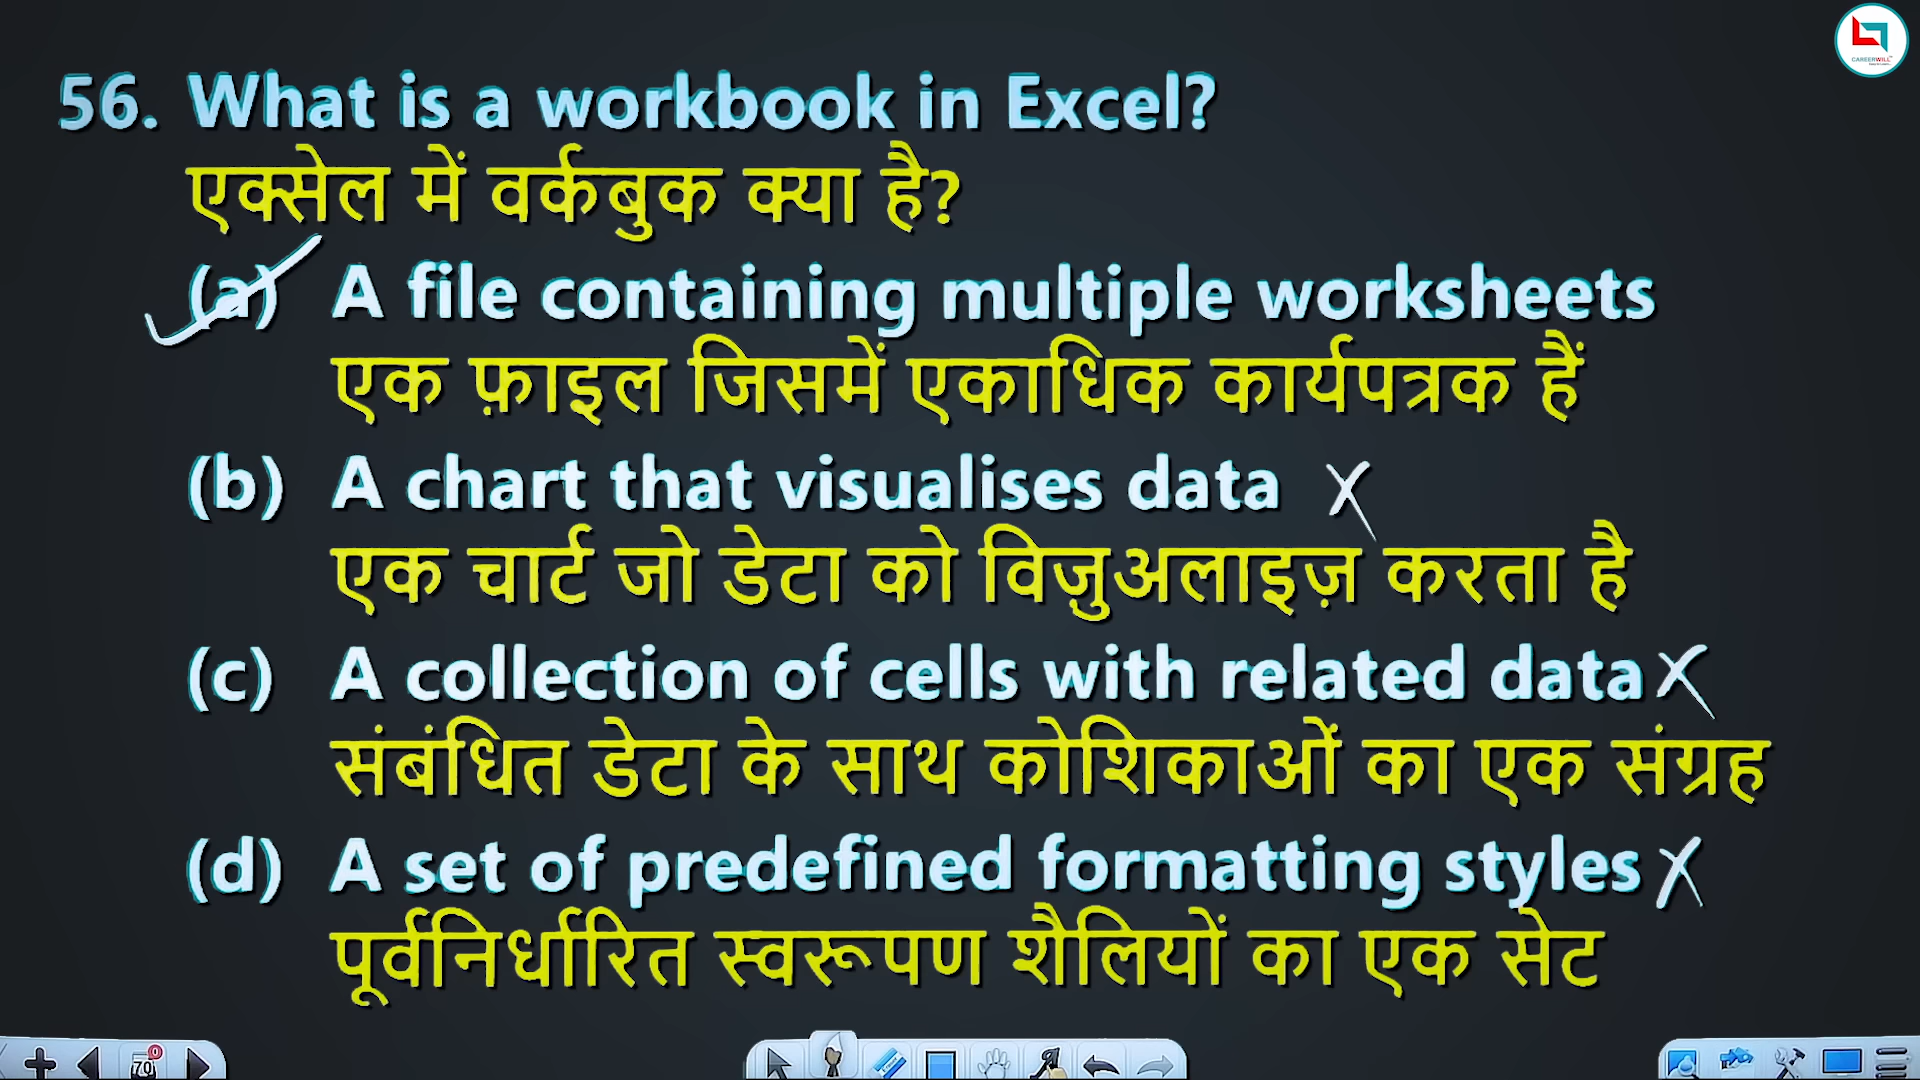 CAREERWILL
56. What is a workbook in Excel?
एक्सेल में वर्कबुक क्या है?
(a) A file containing multiple worksheets
एक फ़ाइल जिसमें एकाधिक कार्यपत्रक हैं
(b) A chart that visualises data X
एक चार्ट जो डेटा को विज़ुअलाइज़ करता है
(c) A collection of cells with related data X
संबंधित डेटा के साथ कोशिकाओं का एक संग्रह
(d) A set of predefined formatting styles X
पूर्वनिर्धारित स्वरूपण शैलियों का एक सेट
70